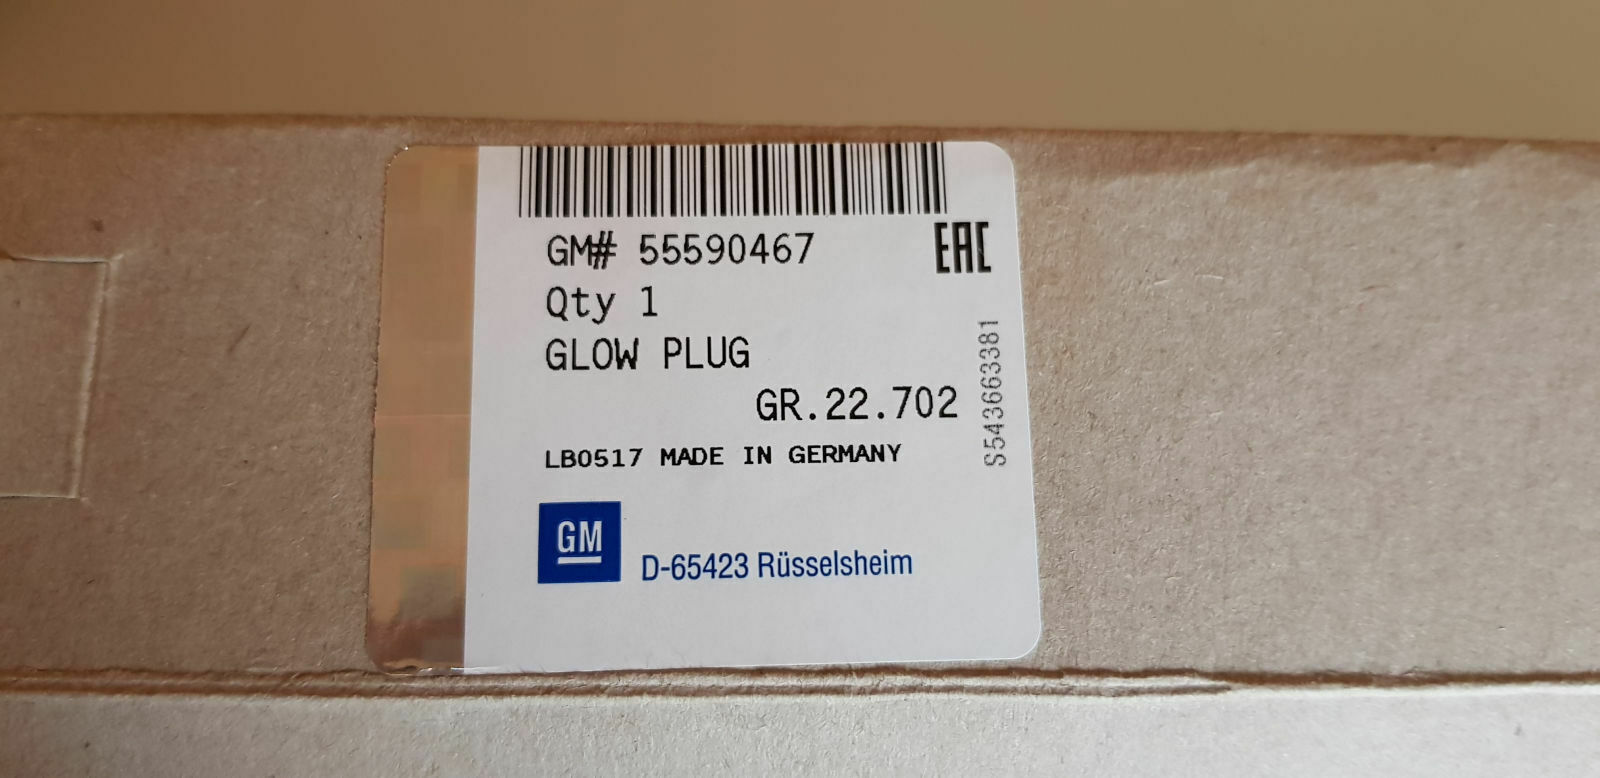 GM# 55590467
EAC
Qty 1
GLOW PLUG
GR.22.702
S543663381
LB0517 MADE IN GERMANY
GM
D-65423 Rüsselsheim